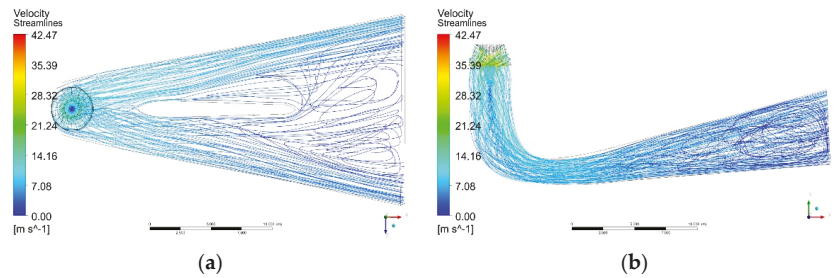 Velocity
Streamlines
42.47
35.39
28.32
21.24
14.16
7.08
0.00
[m s^-1]
(a)
Velocity
Streamlines
42.47
35.39
28.32
21.24
14.16
7.08
0.00
[m s^-1]
(b)